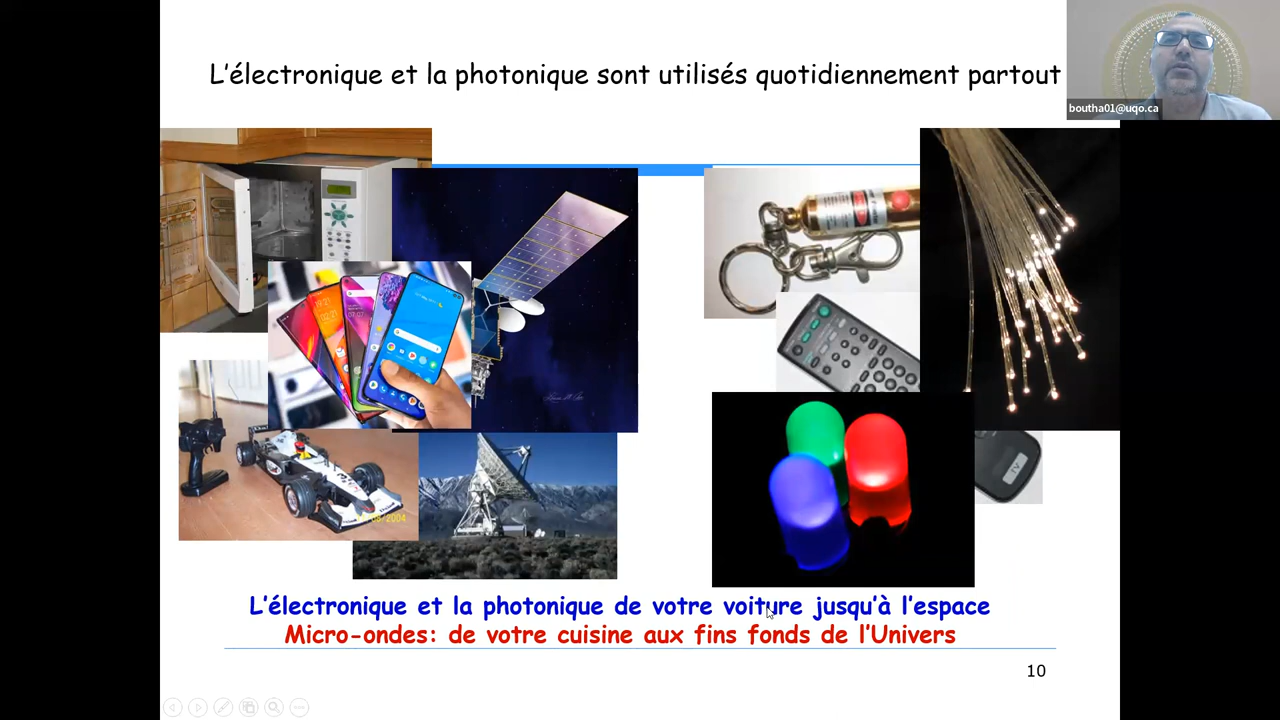 L'électronique et la photonique sont utilisés quotidiennement partout
boutha01@uqo.ca
TV
L'électronique et la photonique de votre voiture jusqu'à l'espace
Micro-ondes: de votre cuisine aux fins fonds de l'Univers
10